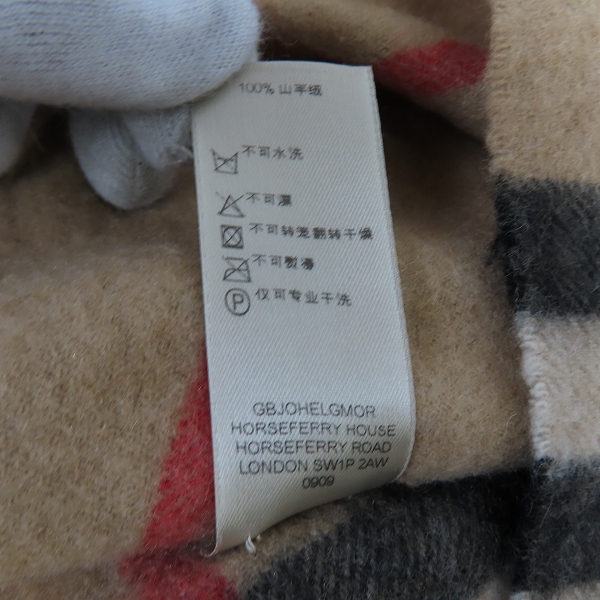 100% 山羊绒
不可水洗
不可漂
不可转笼翻转干燥
不可熨烫
P 仅可专业干洗
GBJOHELGMOR
HORSEFERRY HOUSE
HORSEFERRY ROAD
LONDON SW1P 2AW
0909